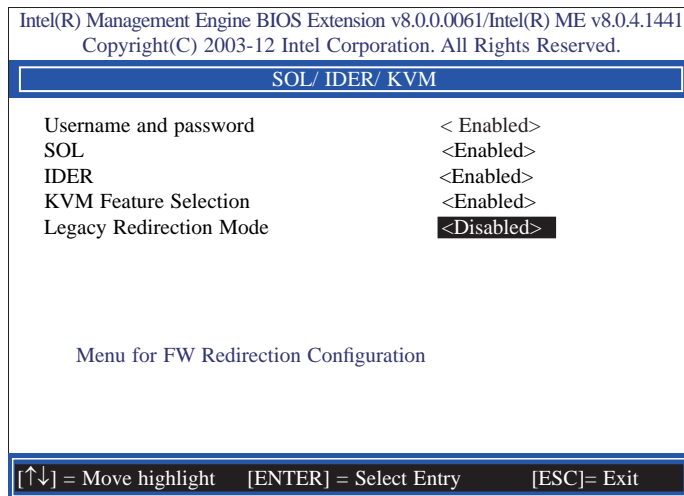 Intel(R) Management Engine BIOS Extension v8.0.0.0061/Intel(R) ME v8.0.4.1441
Copyright(C) 2003-12 Intel Corporation. All Rights Reserved.
SOL/ IDER/ KVM
Username and password < Enabled>
SOL <Enabled>
IDER <Enabled>
KVM Feature Selection <Enabled>
Legacy Redirection Mode <Disabled>
Menu for FW Redirection Configuration
[↑↓] = Move highlight [ENTER] = Select Entry [ESC]= Exit